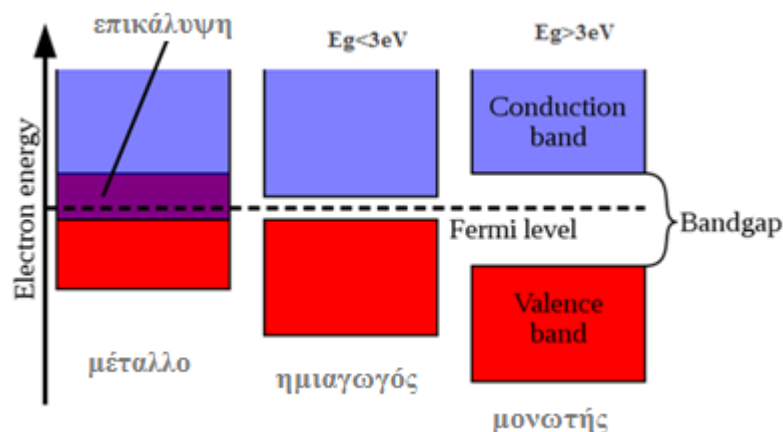 επικάλυψη
Eg<3eV
Eg>3eV
Electron energy
Conduction
band
Fermi level
Bandgap
Valence
band
μέταλλο
ημιαγωγός
μονωτής